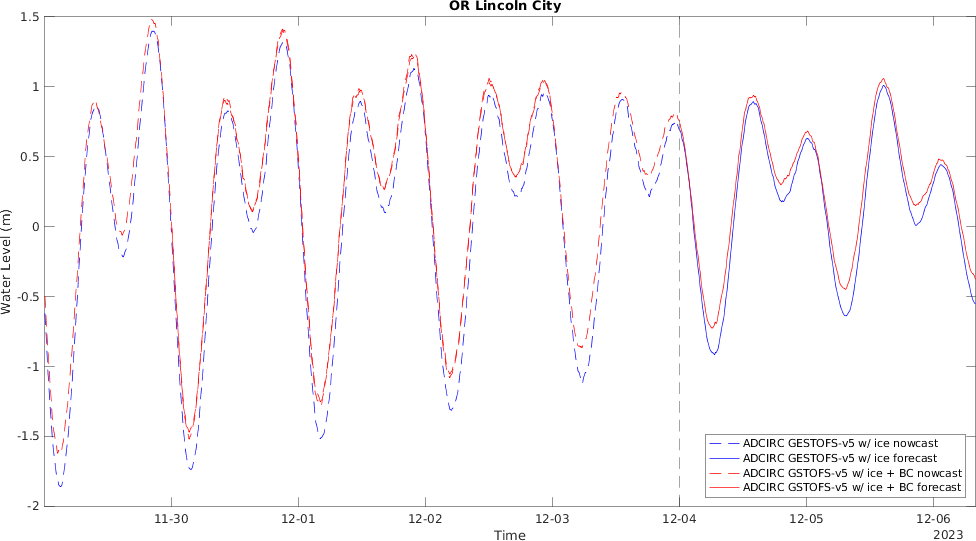 OR Lincoln City
1.5
1
0.5
0
-0.5
-1
-1.5
-2
Water Level (m)
11-30
12-01
12-02
12-03
12-04
12-05
12-06
Time
2023
ADCIRC GESTOFS-v5 w/ ice nowcast
ADCIRC GESTOFS-v5 w/ ice forecast
ADCIRC GSTOFS-v5 w/ ice + BC nowcast
ADCIRC GSTOFS-v5 w/ ice + BC forecast